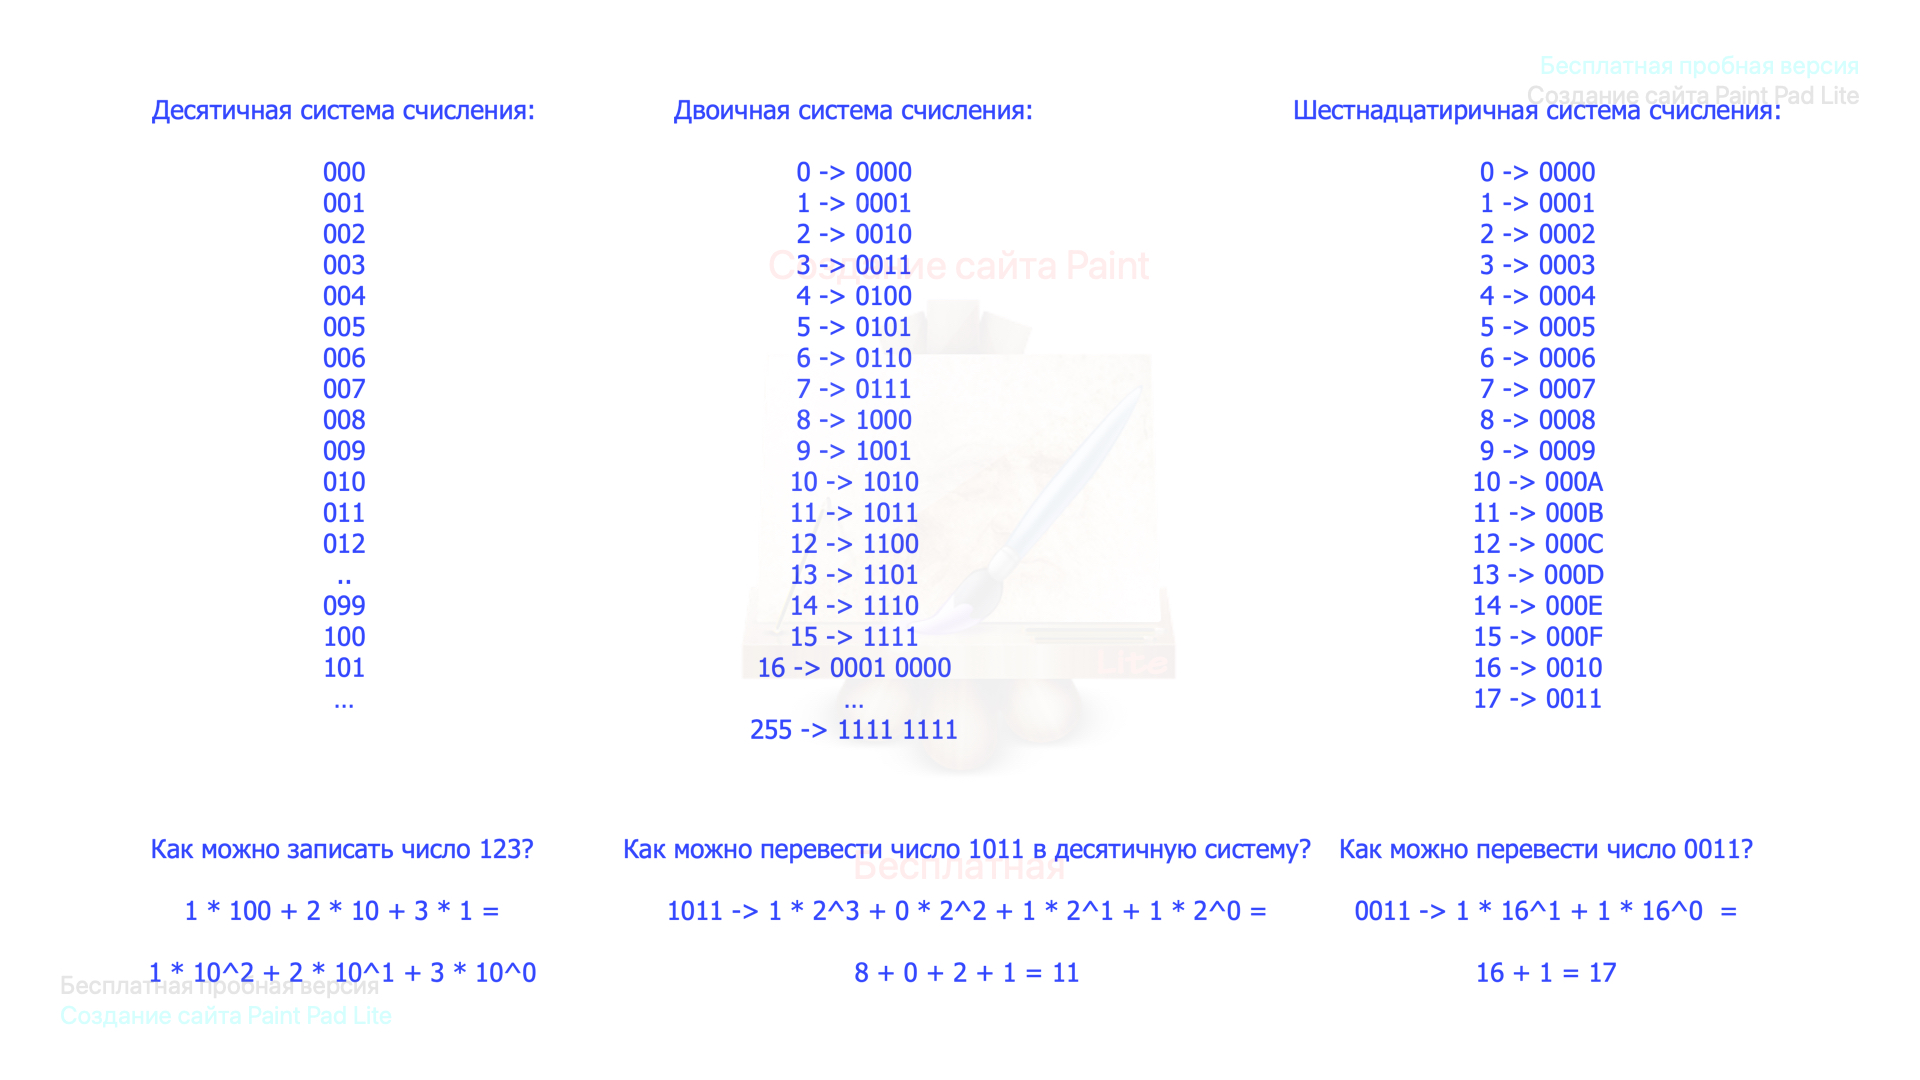 Бесплатная пробная версия
Создание сайта Paint Pad Lite
Десятичная система счисления:
000
001
002
003
004
005
006
007
008
009
010
011
012
..
099
100
101
...
Двоичная система счисления:
0 -> 0000
1 -> 0001
2 -> 0010
3 -> 0011
4 -> 0100
5 -> 0101
6 -> 0110
7 -> 0111
8 -> 1000
9 -> 1001
10 -> 1010
11 -> 1011
12 -> 1100
13 -> 1101
14 -> 1110
15 -> 1111
16 -> 0001 0000
...
255 -> 1111 1111
Создание сайта Paint
Lite
Шестнадцатиричная система счисления:
0 -> 0000
1 -> 0001
2 -> 0002
3 -> 0003
4 -> 0004
5 -> 0005
6 -> 0006
7 -> 0007
8 -> 0008
9 -> 0009
10 -> 000A
11 -> 000B
12 -> 000C
13 -> 000D
14 -> 000E
15 -> 000F
16 -> 0010
17 -> 0011
Как можно записать число 123?
1 * 100 + 2 * 10 + 3 * 1 =
1 * 10^2 + 2 * 10^1 + 3 * 10^0
Как можно перевести число 1011 в десятичную систему?
Бесплатная
1011 -> 1 * 2^3 + 0 * 2^2 + 1 * 2^1 + 1 * 2^0 =
8 + 0 + 2 + 1 = 11
Как можно перевести число 0011?
0011 -> 1 * 16^1 + 1 * 16^0 =
16 + 1 = 17
Бесплатная пробная версия
Создание сайта Paint Pad Lite